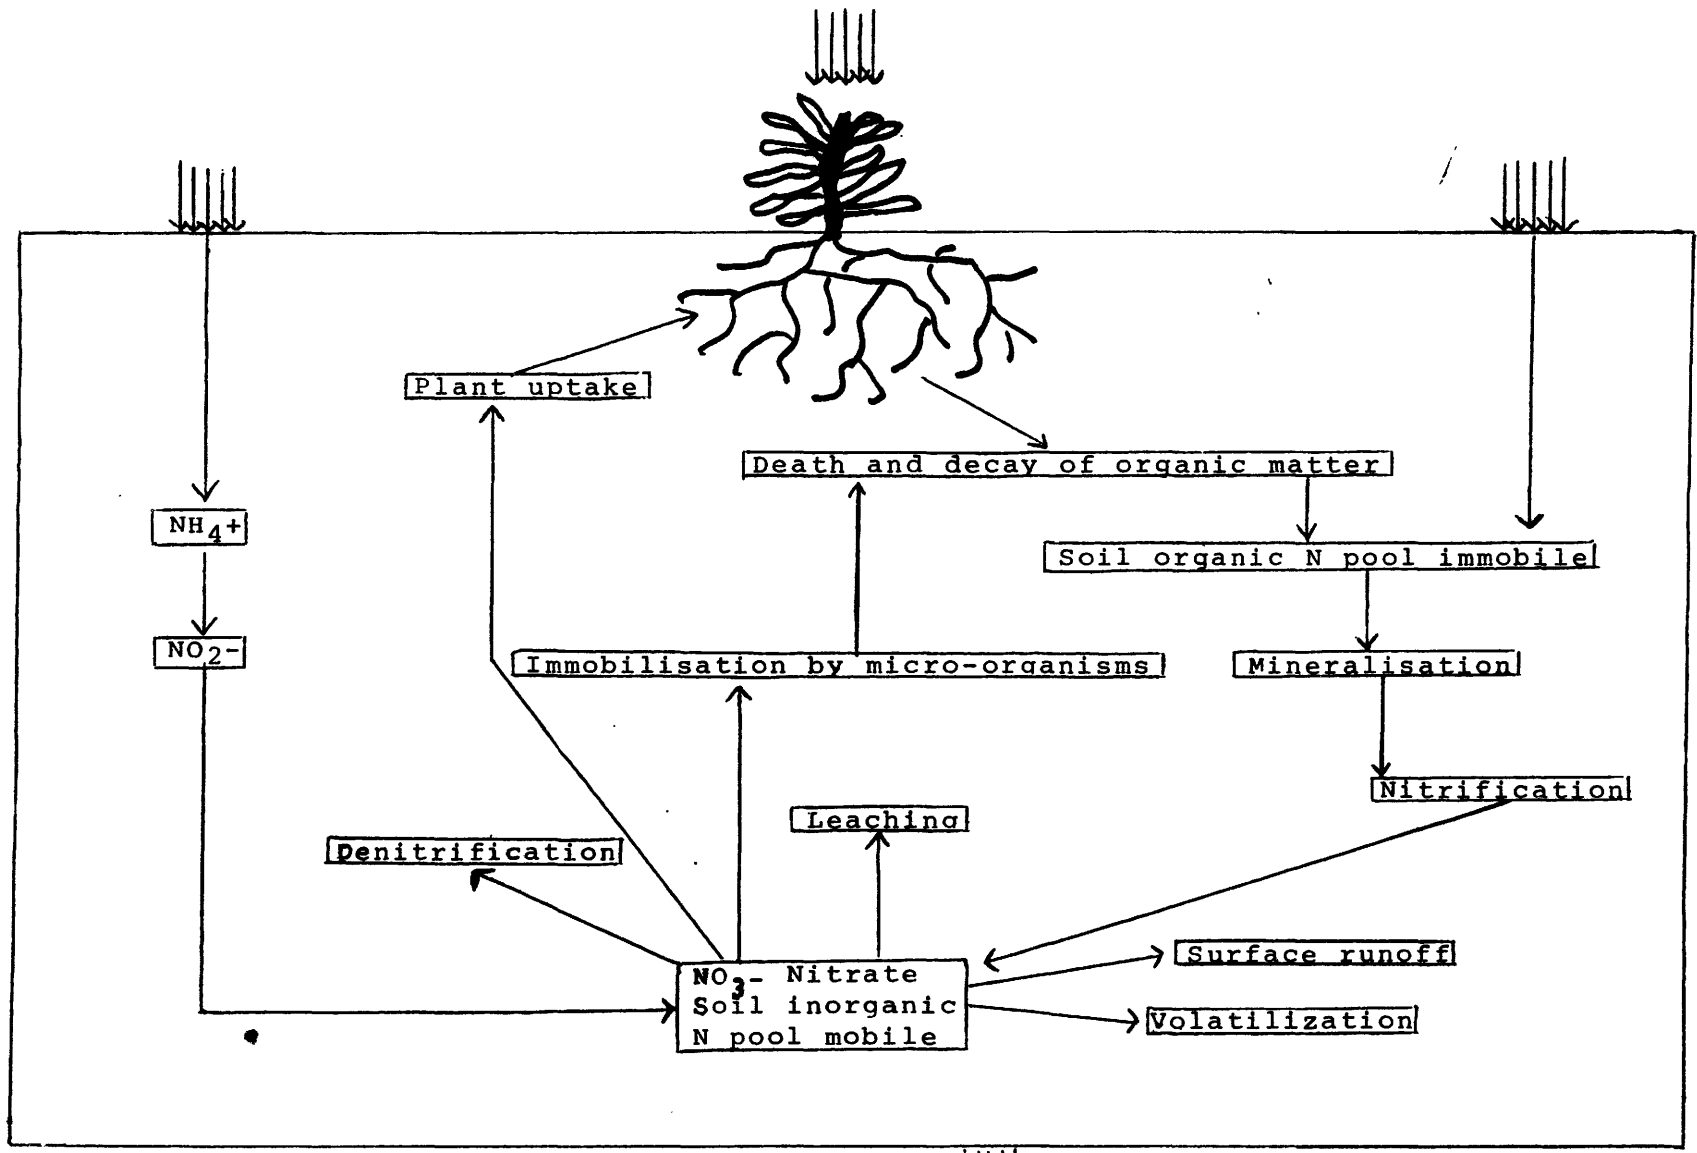 Plant uptake
Death and decay of organic matter
NH4+
Soil organic N pool immobile
NO2-
Immobilisation by micro-organisms
Mineralisation
Nitrification
Leaching
Denitrification
Surface runoff
NO3- Nitrate
Soil inorganic
N pool mobile
Volatilization